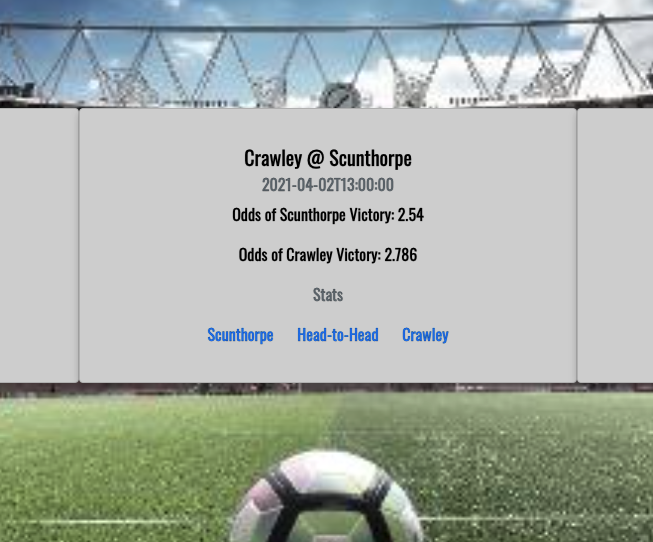 Crawley @ Scunthorpe
2021-04-02T13:00:00
Odds of Scunthorpe Victory: 2.54
Odds of Crawley Victory: 2.786
Stats
Scunthorpe Head-to-Head Crawley